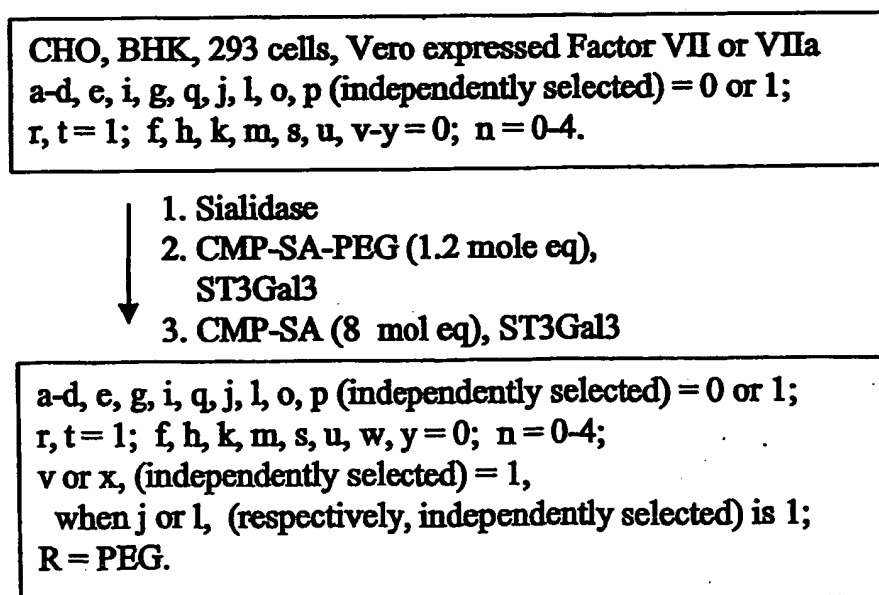 CHO, BHK, 293 cells, Vero expressed Factor VII or VIIa
a-d, e, i, g, q, j, l, o, p (independently selected) = 0 or 1;
r, t = 1; f, h, k, m, s, u, v-y = 0; n = 0-4.
1. Sialidase
2. CMP-SA-PEG (1.2 mole eq),
ST3Gal3
3. CMP-SA (8 mol eq), ST3Gal3
a-d, e, g, i, q, j, l, o, p (independently selected) = 0 or 1;
r, t = 1; f, h, k, m, s, u, w, y = 0; n = 0-4;
v or x, (independently selected) = 1,
when j or l, (respectively, independently selected) is 1;
R = PEG.